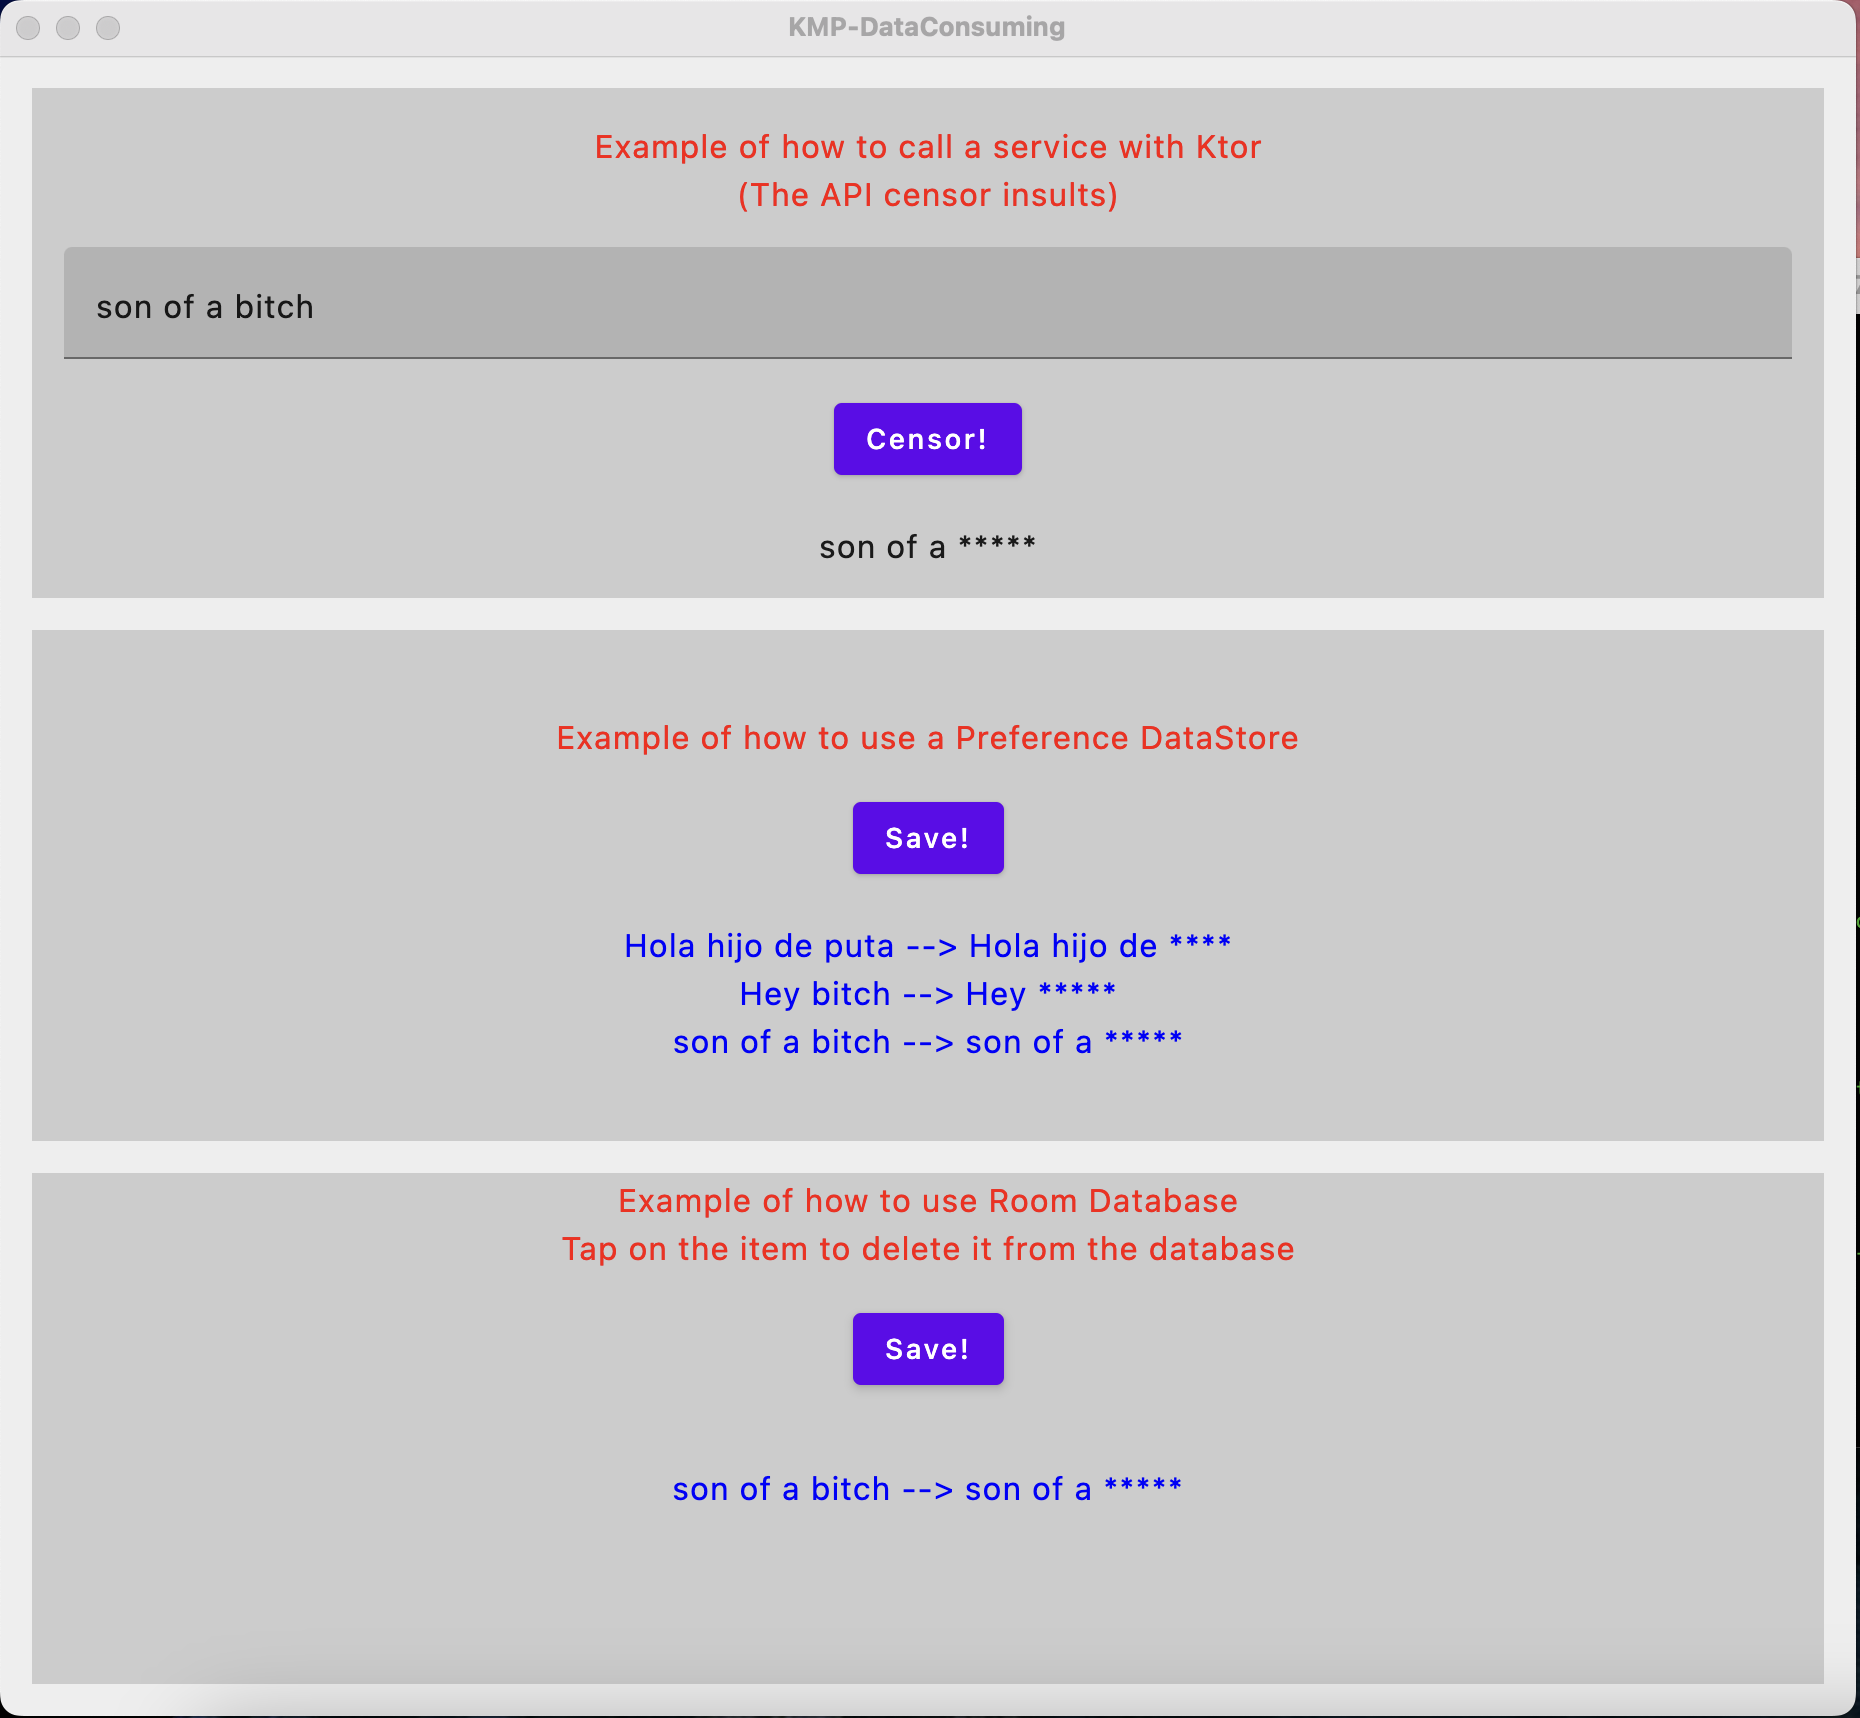 KMP-DataConsuming
Example of how to call a service with Ktor
(The API censor insults)
son of a bitch
Censor!
son of a *****
Example of how to use a Preference DataStore
Save!
Hola hijo de puta --> Hola hijo de ****
Hey bitch --> Hey *****
son of a bitch --> son of a *****
Example of how to use Room Database
Tap on the item to delete it from the database
Save!
son of a bitch --> son of a *****